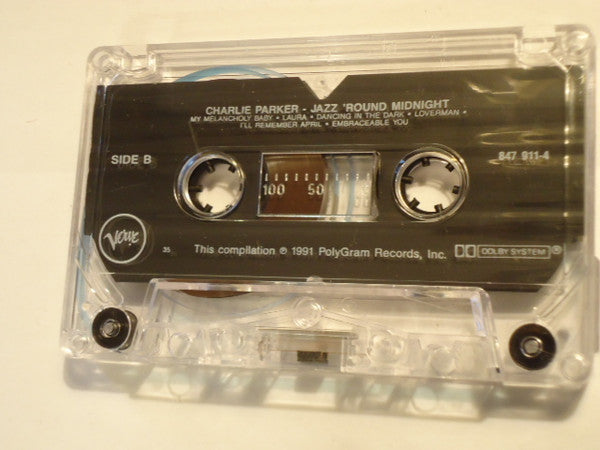 CHARLIE PARKER - JAZZ 'ROUND MIDNIGHT
MY MELANCHOLY BABY • LAURA • DANCING IN THE DARK • LOVERMAN •
I'LL REMEMBER APRIL • EMBRACEABLE YOU
SIDE B
847 911-4
100 50
Verve
35
This compilation ℗ 1991 PolyGram Records, Inc.
DOLBY SYSTEM®